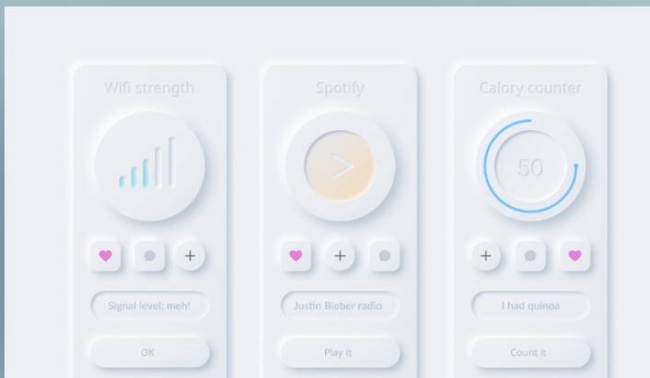 Wifi strength
Spotify
Calory counter
50
Signal level: meh!
Justin Bieber radio
I had quinoa
OK
Play it
Count it